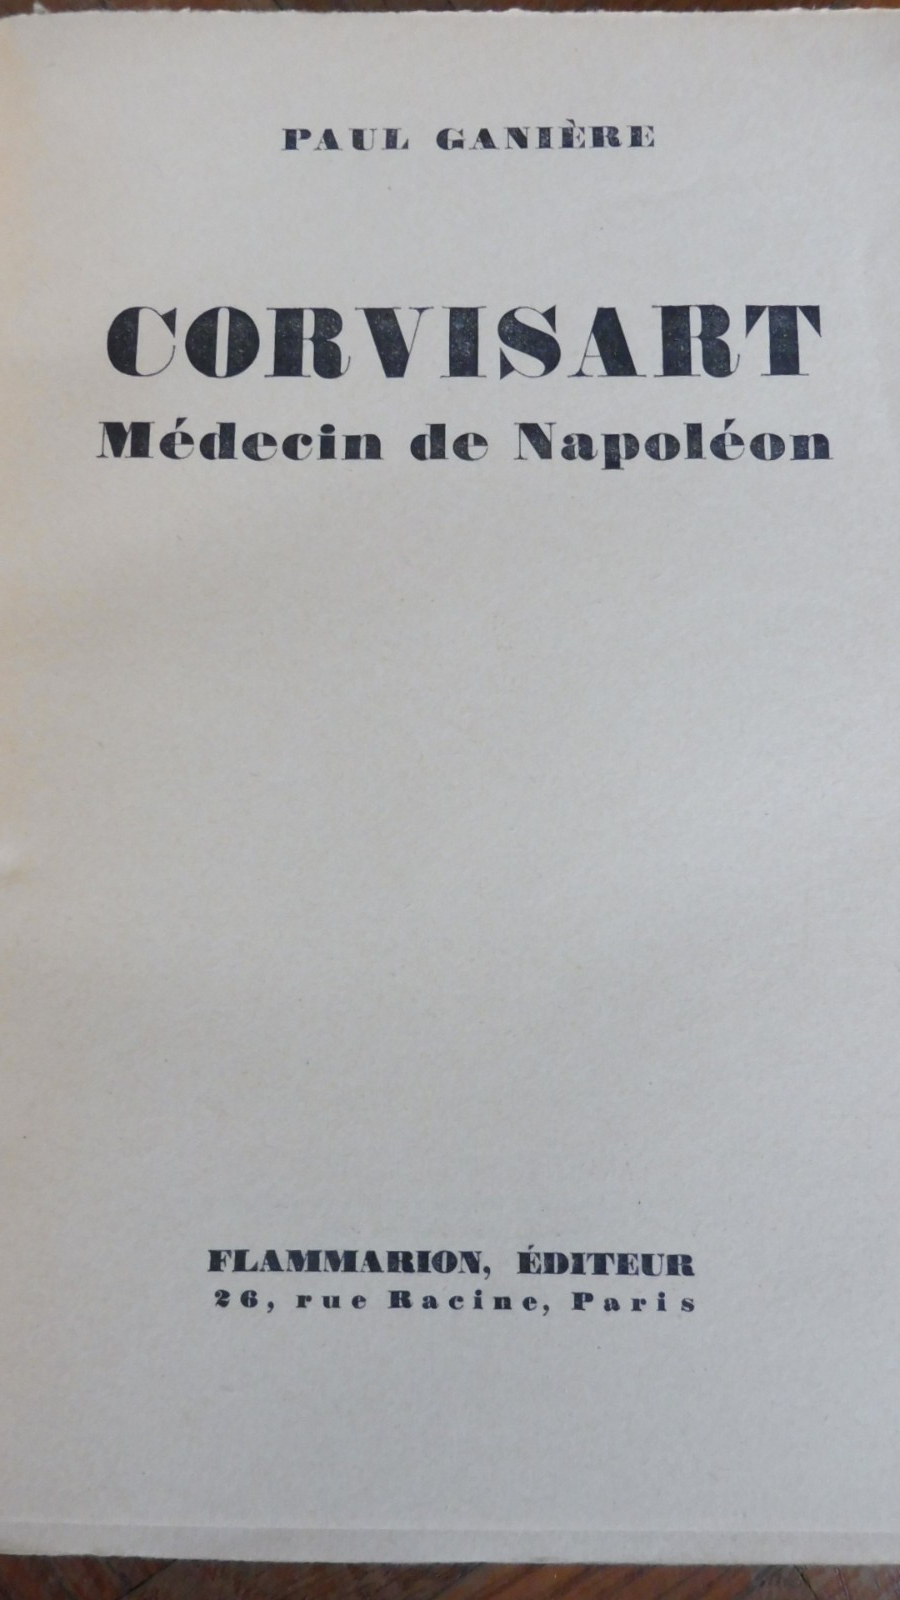 PAUL GANIÈRE
CORVISART
Médecin de Napoléon
FLAMMARION, ÉDITEUR
26, rue Racine, Paris